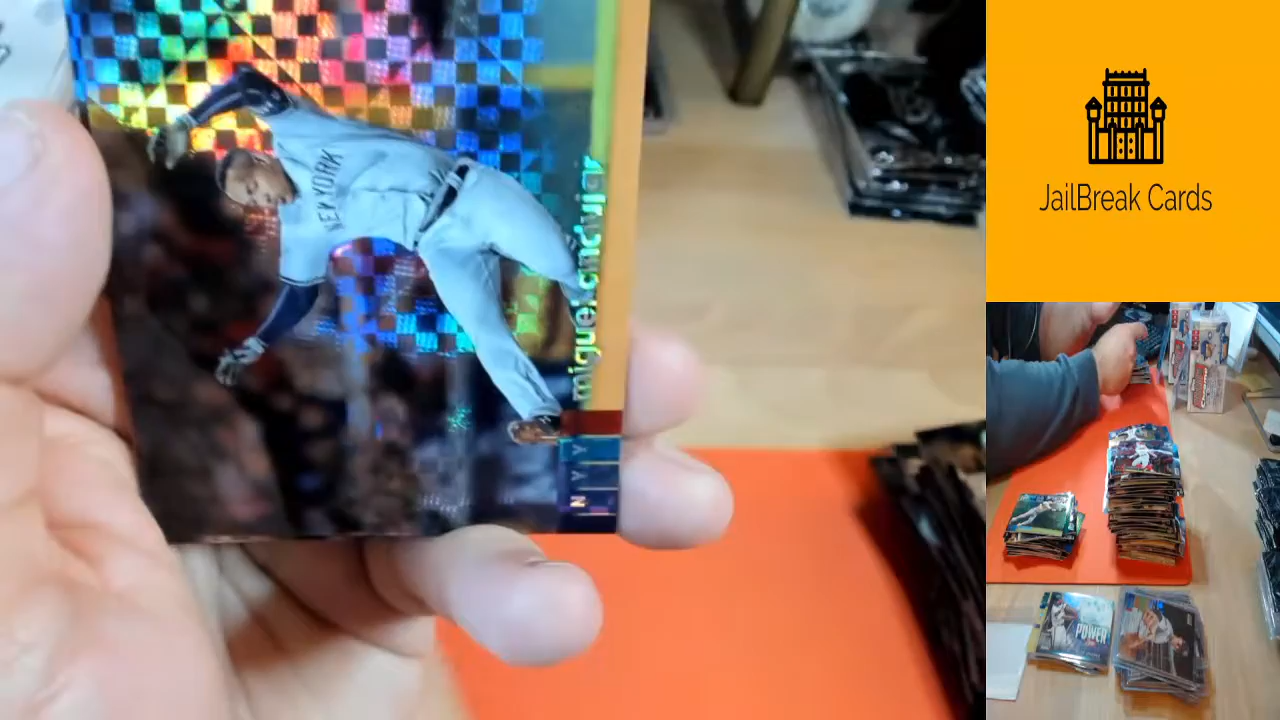 NEW YORK
miguel andujar
N Y Y
JailBreak Cards
POWER